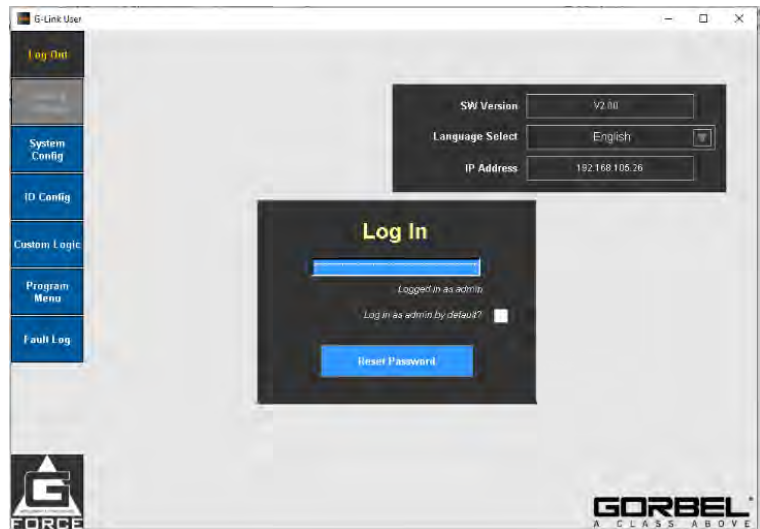 G-Link User
Log Out
System
Config
ID Config
Custom Logic
Program
Menu
Fault Log
SW Version
V2.00
Language Select
English
IP Address
192.168.105.26
Log In
Logged in as admin
Log in as admin by default?
Reset Password
G
FORCE
GORBEL
A CLASS ABOVE